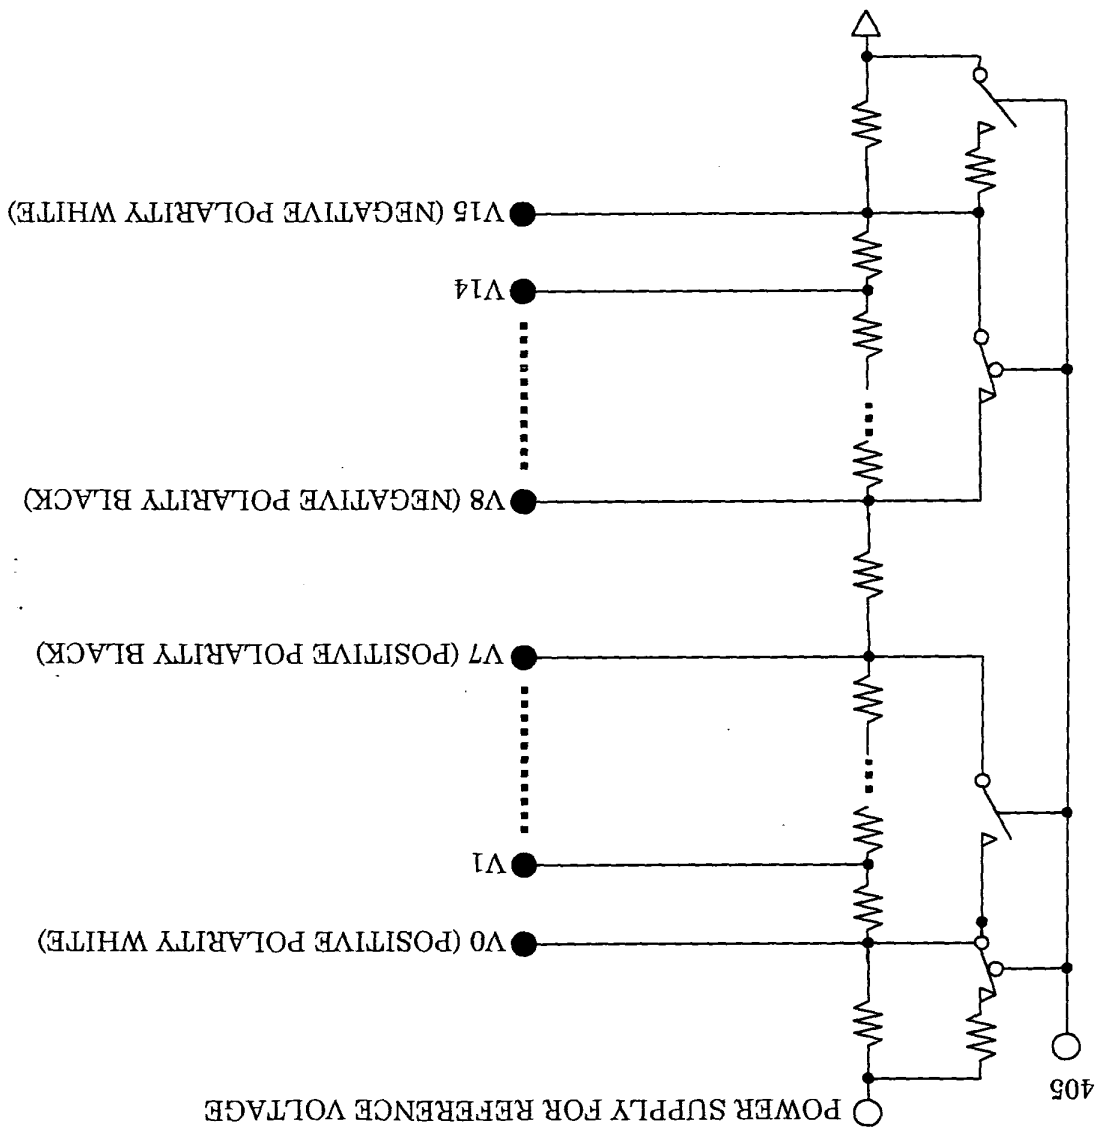 POWER SUPPLY FOR REFERENCE VOLTAGE
405
V0 (POSITIVE POLARITY WHITE)
V1
V7 (POSITIVE POLARITY BLACK)
V8 (NEGATIVE POLARITY BLACK)
V14
V15 (NEGATIVE POLARITY WHITE)